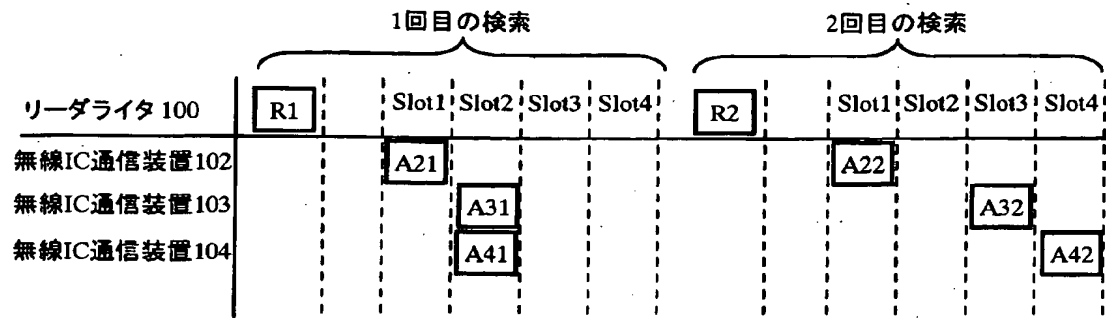 1回目の検索 2回目の検索
リーダライタ 100 R1 Slot1 Slot2 Slot3 Slot4 R2 Slot1 Slot2 Slot3 Slot4
無線IC通信装置102 A21 A22
無線IC通信装置103 A31 A32
無線IC通信装置104 A41 A42